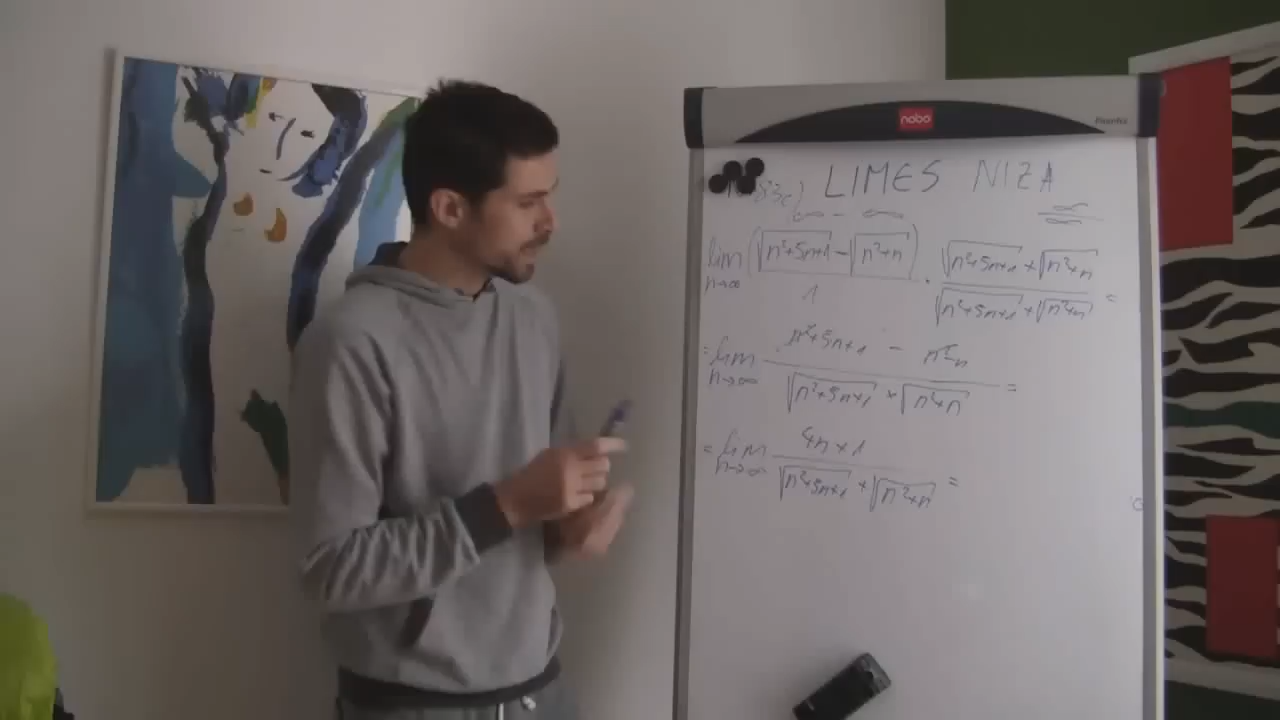 nobo
LIMES NIZA
∞ - ∞
∞/∞
lim n→∞ (√(n²+5n+1) - √(n²+n))/1 · (√(n²+5n+1) + √(n²+n))/(√(n²+5n+1) + √(n²+n)) =
= lim n→∞ (n²+5n+1 - n²-n)/(√(n²+5n+1) + √(n²+n)) =
= lim n→∞ (4n+1)/(√(n²+5n+1) + √(n²+n)) =